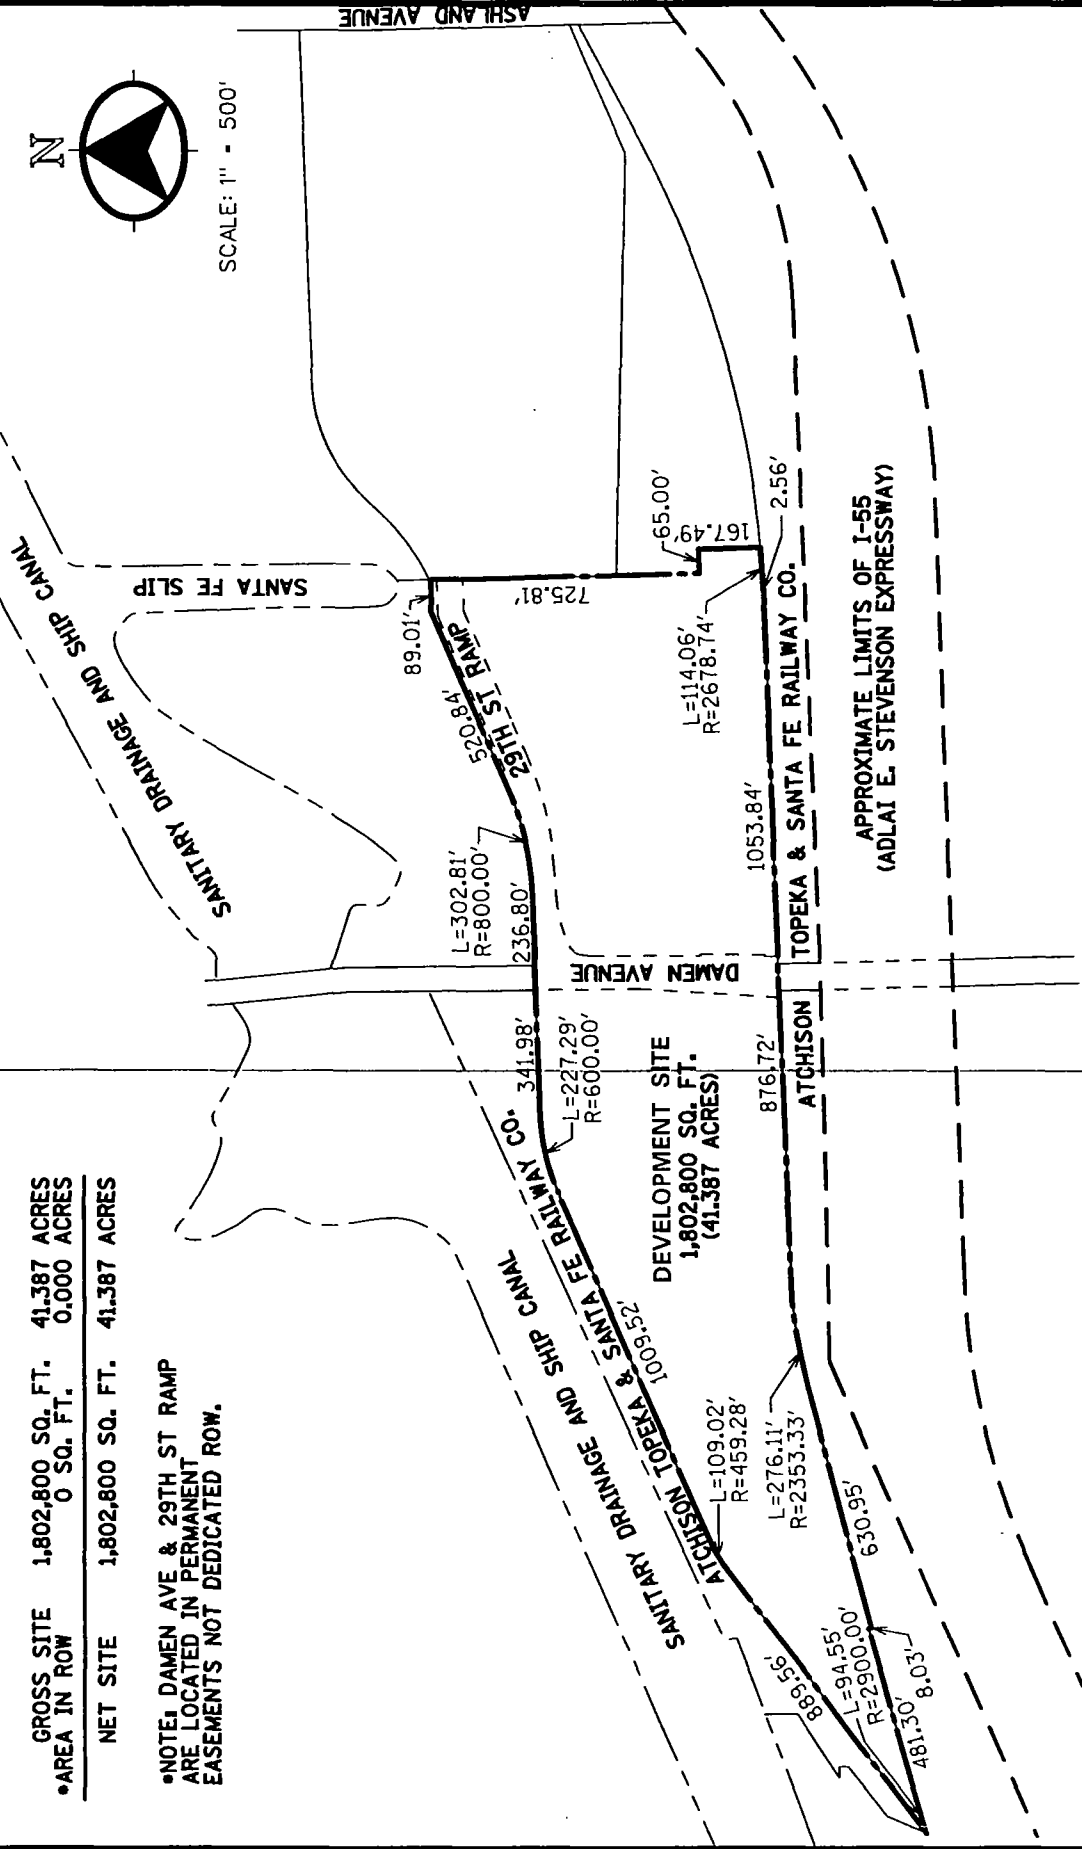 GROSS SITE 1,802,800 SQ. FT. 41.387 ACRES
*AREA IN ROW 0 SQ. FT. 0.000 ACRES
NET SITE 1,802,800 SQ. FT. 41.387 ACRES
*NOTE: DAMEN AVE & 29TH ST RAMP
ARE LOCATED IN PERMANENT
EASEMENTS NOT DEDICATED ROW.
N
SCALE: 1" = 500'
ASHLAND AVENUE
SANITARY DRAINAGE AND SHIP CANAL
SANTA FE SLIP
89.01'
520.84'
29TH ST RAMP
725.81'
65.00'
167.49'
2.56'
L=114.06'
R=2678.74'
L=302.81'
R=800.00'
236.80'
DAMEN AVENUE
341.98'
L=227.29'
R=600.00'
1053.84'
876.72'
ATCHISON TOPEKA & SANTA FE RAILWAY CO.
APPROXIMATE LIMITS OF I-55
(ADLAI E. STEVENSON EXPRESSWAY)
DEVELOPMENT SITE
1,802,800 SQ. FT.
(41.387 ACRES)
SANITARY DRAINAGE AND SHIP CANAL
ATCHISON TOPEKA & SANTA FE RAILWAY CO.
1009.52'
L=109.02'
R=459.28'
L=276.11'
R=2353.33'
630.95'
889.56'
L=94.55'
R=2900.00'
481.30'
8.03'